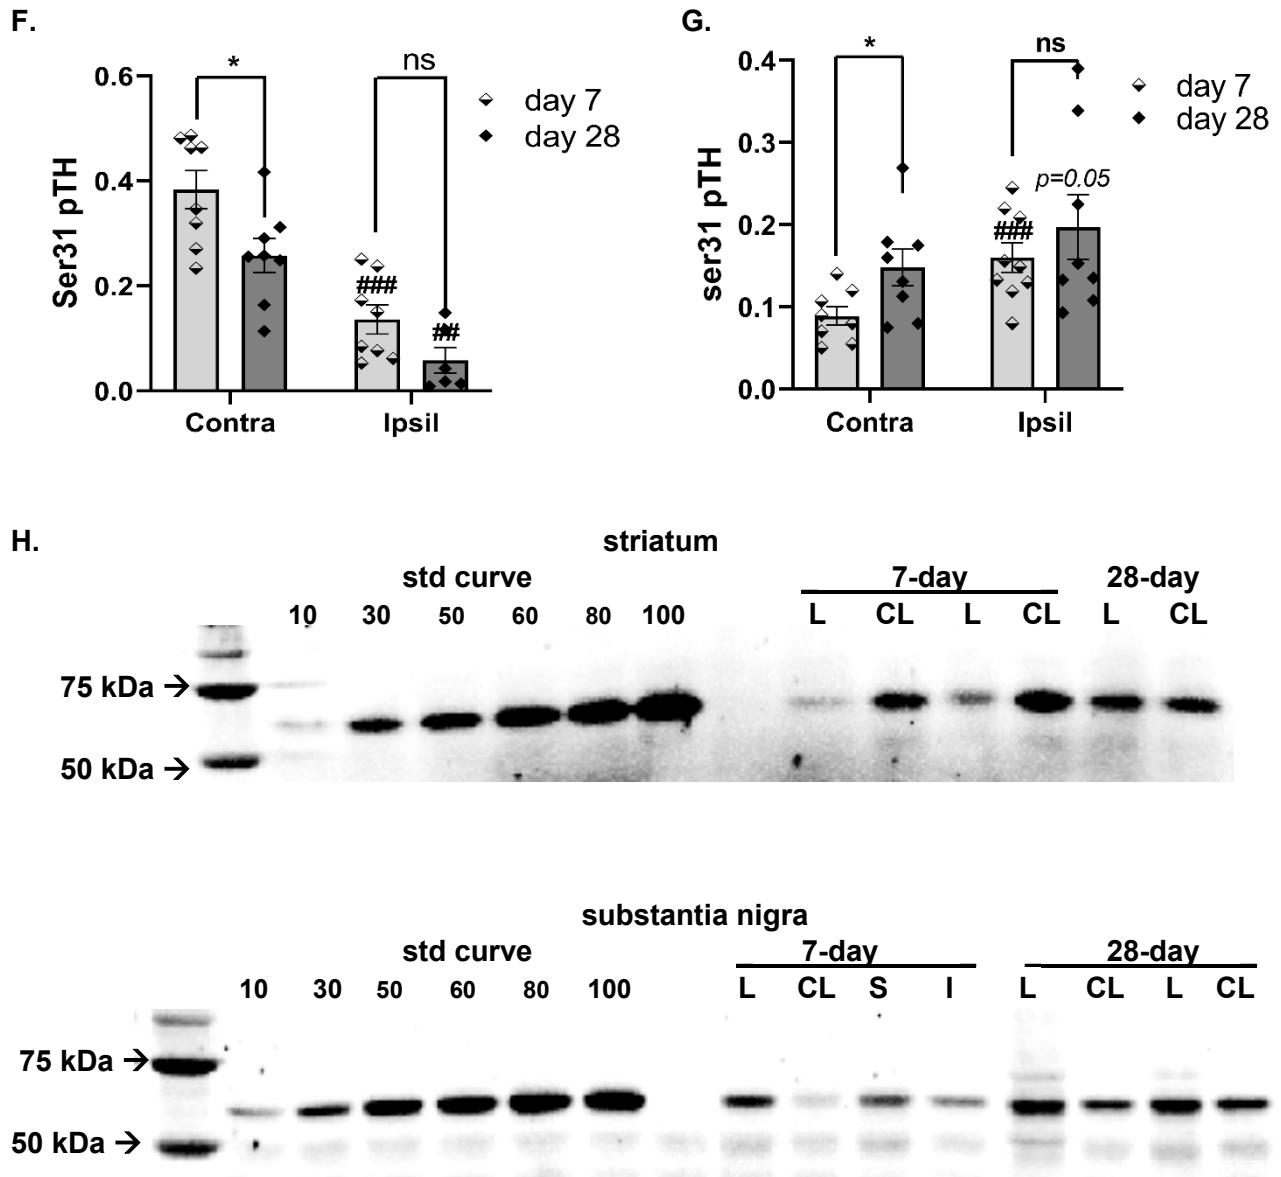 F.
0.6
0.4
0.2
0.0
Ser31 pTH
*
ns
day 7
day 28
###
##
Contra Ipsil
G.
0.4
0.3
0.2
0.1
0.0
ser31 pTH
*
ns
day 7
day 28
p=0.05
###
Contra Ipsil
H.
striatum
std curve 7-day 28-day
10 30 50 60 80 100 L CL L CL L CL
75 kDa →
50 kDa →
substantia nigra
std curve 7-day 28-day
10 30 50 60 80 100 L CL S I L CL L CL
75 kDa →
50 kDa →